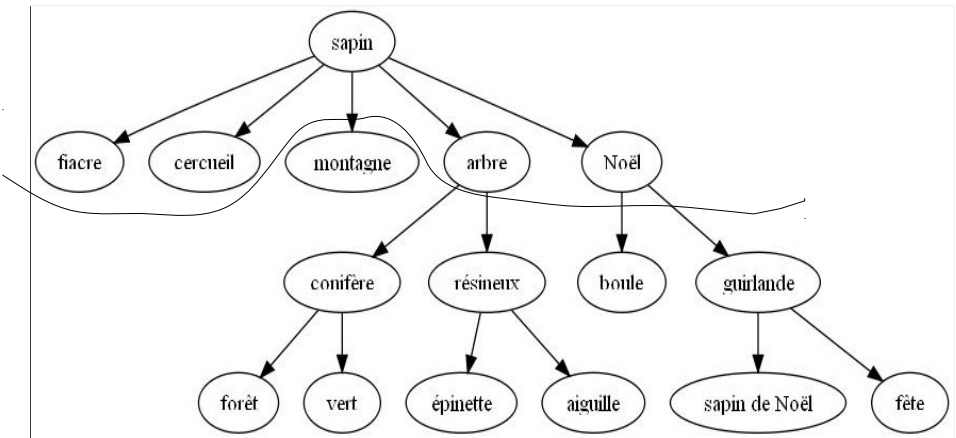 sapin
fiacre cercueil montagne arbre Noël
conifère résineux boule guirlande
forêt vert épinette aiguille sapin de Noël fête